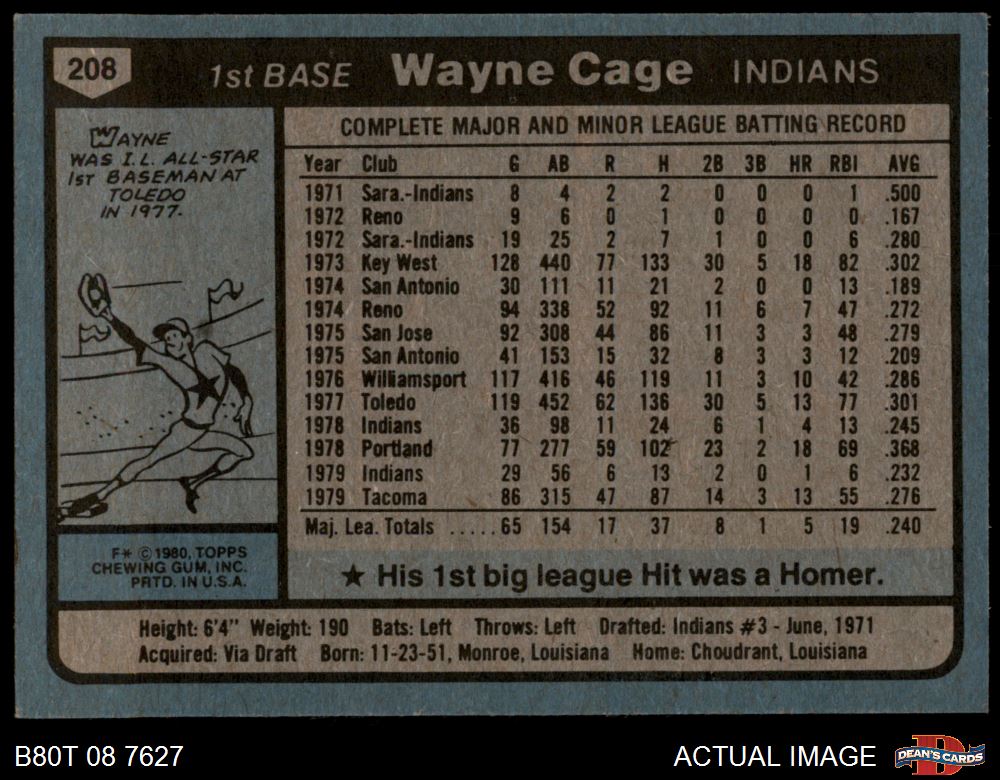 208 1st BASE Wayne Cage INDIANS
WAYNE
WAS I.L. ALL-STAR
1ST BASEMAN AT
TOLEDO
IN 1977.
COMPLETE MAJOR AND MINOR LEAGUE BATTING RECORD
Year Club G AB R H 2B 3B HR RBI AVG
1971 Sara.-Indians 8 4 2 2 0 0 0 1 .500
1972 Reno 9 6 0 1 0 0 0 0 .167
1972 Sara.-Indians 19 25 2 7 1 0 0 6 .280
1973 Key West 128 440 77 133 30 5 18 82 .302
1974 San Antonio 30 111 11 21 2 0 0 13 .189
1974 Reno 94 338 52 92 11 6 7 47 .272
1975 San Jose 92 308 44 86 11 3 3 48 .279
1975 San Antonio 41 153 15 32 8 3 3 12 .209
1976 Williamsport 117 416 46 119 11 3 10 42 .286
1977 Toledo 119 452 62 136 30 5 13 77 .301
1978 Indians 36 98 11 24 6 1 4 13 .245
1978 Portland 77 277 59 102 23 2 18 69 .368
1979 Indians 29 56 6 13 2 0 1 6 .232
1979 Tacoma 86 315 47 87 14 3 13 55 .276
Maj. Lea. Totals .....65 154 17 37 8 1 5 19 .240
F* © 1980, TOPPS
CHEWING GUM, INC.
PRTD. IN U.S.A.
★ His 1st big league Hit was a Homer.
Height: 6'4" Weight: 190 Bats: Left Throws: Left Drafted: Indians #3 - June, 1971
Acquired: Via Draft Born: 11-23-51, Monroe, Louisiana Home: Choudrant, Louisiana
B80T 08 7627 ACTUAL IMAGE D DEAN'S CARDS